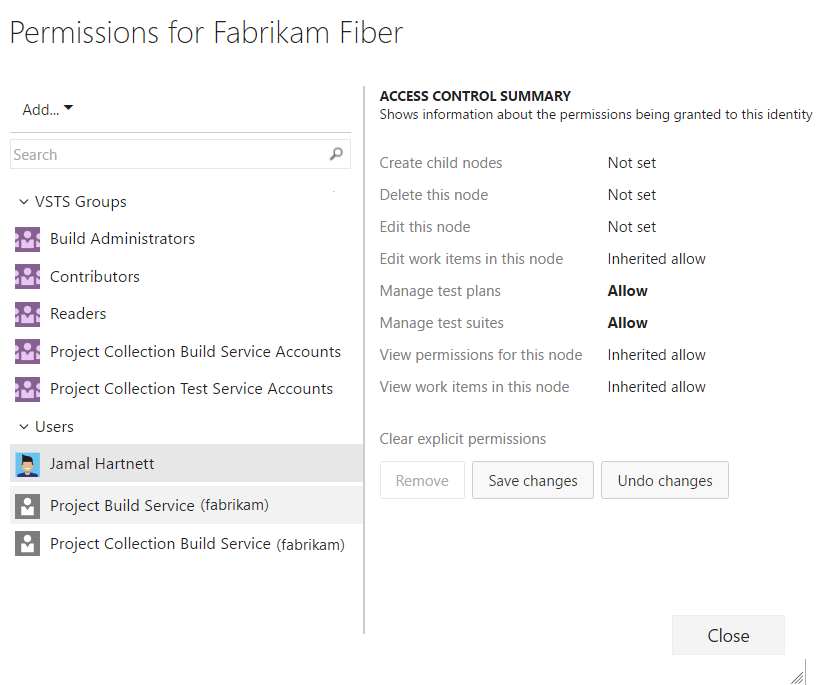 Permissions for Fabrikam Fiber
Add...
Search
VSTS Groups
Build Administrators
Contributors
Readers
Project Collection Build Service Accounts
Project Collection Test Service Accounts
Users
Jamal Hartnett
Project Build Service (fabrikam)
Project Collection Build Service (fabrikam)
ACCESS CONTROL SUMMARY
Shows information about the permissions being granted to this identity
Create child nodes Not set
Delete this node Not set
Edit this node Not set
Edit work items in this node Inherited allow
Manage test plans Allow
Manage test suites Allow
View permissions for this node Inherited allow
View work items in this node Inherited allow
Clear explicit permissions
Remove Save changes Undo changes
Close